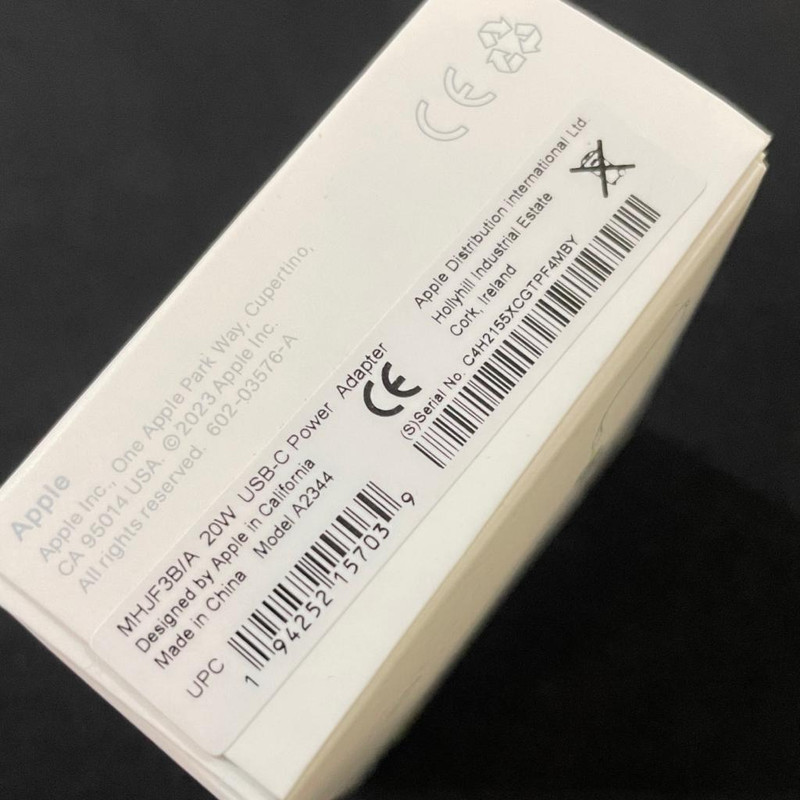 Apple
Apple Inc., One Apple Park Way, Cupertino,
CA 95014 USA. ©2023 Apple Inc.
All rights reserved. 602-03576-A
MHJF3B/A 20W USB-C Power Adapter
Designed by Apple in California
Made in China Model A2344
UPC
1 94252 15703 9
CE
Apple Distribution International Ltd.
Hollyhill Industrial Estate
Cork, Ireland
(S)Serial No. C4H2155XCGTPF4MBY
CE